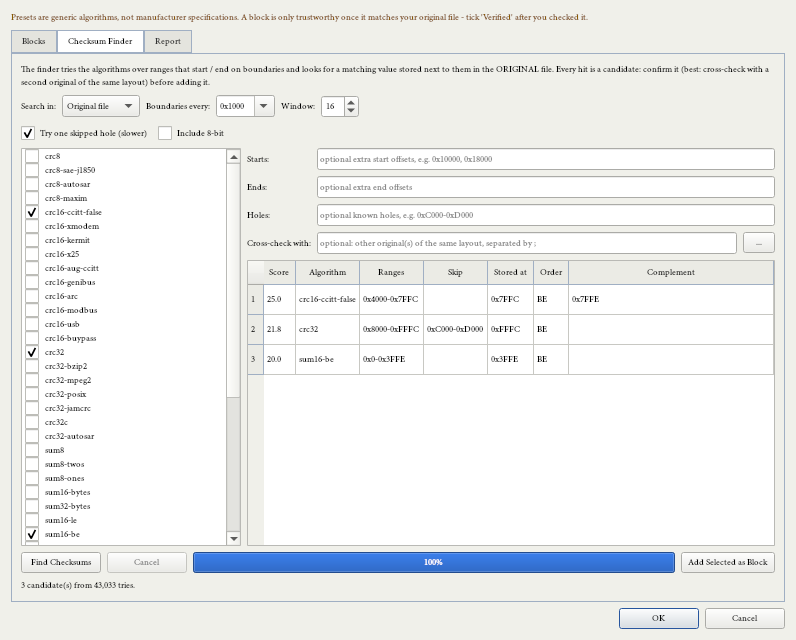 Presets are generic algorithms, not manufacturer specifications. A block is only trustworthy once it matches your original file - tick 'Verified' after you checked it.
Blocks
Checksum Finder
Report
The finder tries the algorithms over ranges that start / end on boundaries and looks for a matching value stored next to them in the ORIGINAL file. Every hit is a candidate: confirm it (best: cross-check with a
second original of the same layout) before adding it.
Search in: Original file Boundaries every: 0x1000 Window: 16
Try one skipped hole (slower) Include 8-bit
crc8
crc8-sae-j1850
crc8-autosar
crc8-maxim
crc16-ccitt-false
crc16-xmodem
crc16-kermit
crc16-x25
crc16-aug-ccitt
crc16-genibus
crc16-arc
crc16-modbus
crc16-usb
crc16-buypass
crc32
crc32-bzip2
crc32-mpeg2
crc32-posix
crc32-jamcrc
crc32c
crc32-autosar
sum8
sum8-twos
sum8-ones
sum16-bytes
sum32-bytes
sum16-le
sum16-be
Starts: optional extra start offsets, e.g. 0x10000, 0x18000
Ends: optional extra end offsets
Holes: optional known holes, e.g. 0xC000-0xD000
Cross-check with: optional: other original(s) of the same layout, separated by ; ...
Score Algorithm Ranges Skip Stored at Order Complement
1 25.0 crc16-ccitt-false 0x4000-0x7FFC 0x7FFC BE 0x7FFE
2 21.8 crc32 0x8000-0xFFFC 0xC000-0xD000 0xFFFC BE
3 20.0 sum16-be 0x0-0x3FFE 0x3FFE BE
Find Checksums Cancel 100% Add Selected as Block
3 candidate(s) from 43,033 tries.
OK Cancel